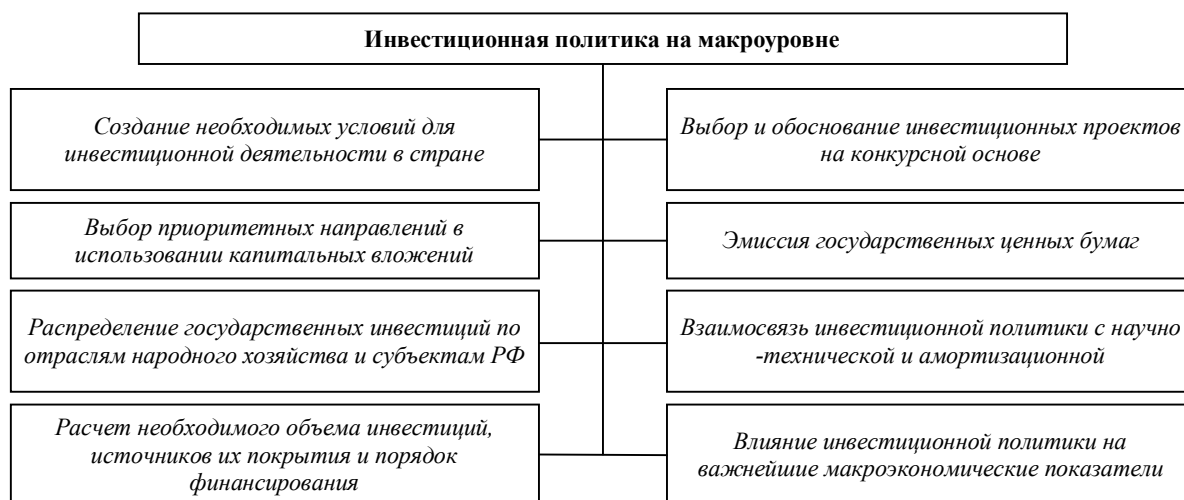 Инвестиционная политика на макроуровне
Создание необходимых условий для
инвестиционной деятельности в стране
Выбор и обоснование инвестиционных проектов
на конкурсной основе
Выбор приоритетных направлений в
использовании капитальных вложений
Эмиссия государственных ценных бумаг
Распределение государственных инвестиций по
отраслям народного хозяйства и субъектам РФ
Взаимосвязь инвестиционной политики с научно
-технической и амортизационной
Расчет необходимого объема инвестиций,
источников их покрытия и порядок
финансирования
Влияние инвестиционной политики на
важнейшие макроэкономические показатели